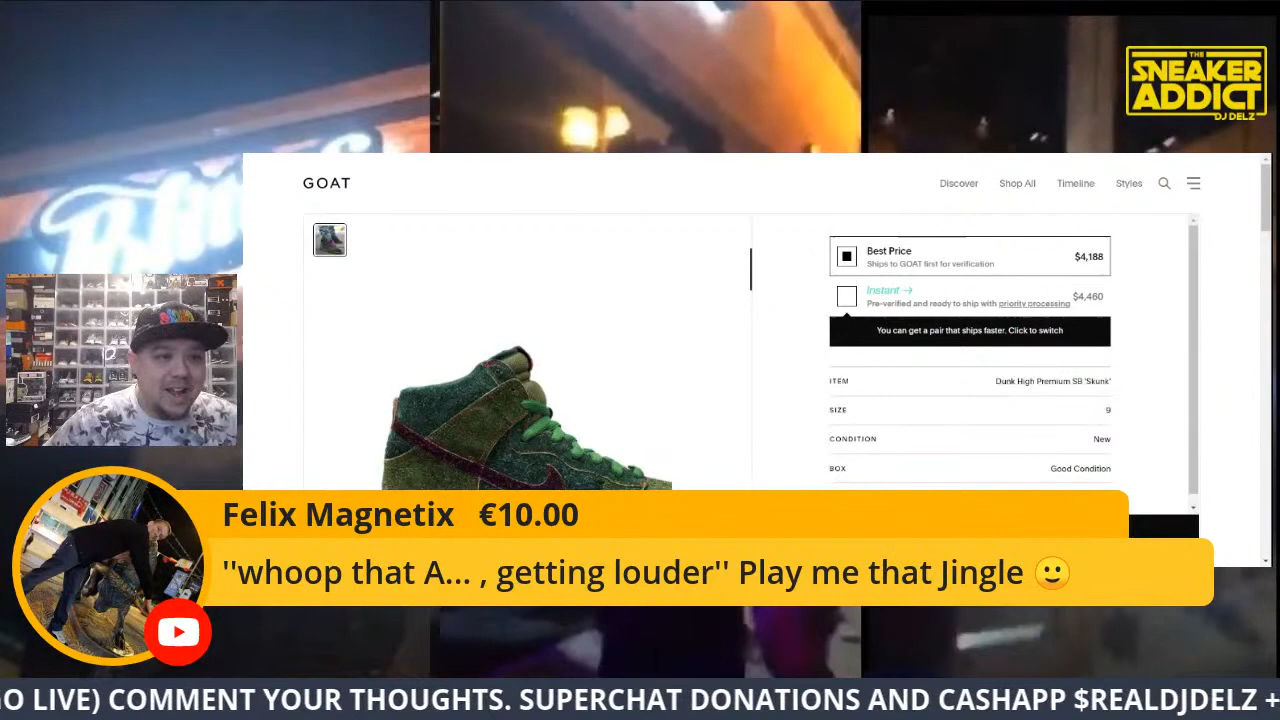 THE
SNEAKER
ADDICT
DJ DELZ
GOAT
Discover Shop All Timeline Styles
Best Price
Ships to GOAT first for verification
$4,188
Instant →
Pre-verified and ready to ship with priority processing
$4,460
You can get a pair that ships faster. Click to switch
ITEM Dunk High Premium SB 'Skunk'
SIZE 9
CONDITION New
BOX Good Condition
Felix Magnetix €10.00
''whoop that A... , getting louder'' Play me that Jingle 🙂
GO LIVE) COMMENT YOUR THOUGHTS. SUPERCHAT DONATIONS AND CASHAPP $REALDJDELZ +